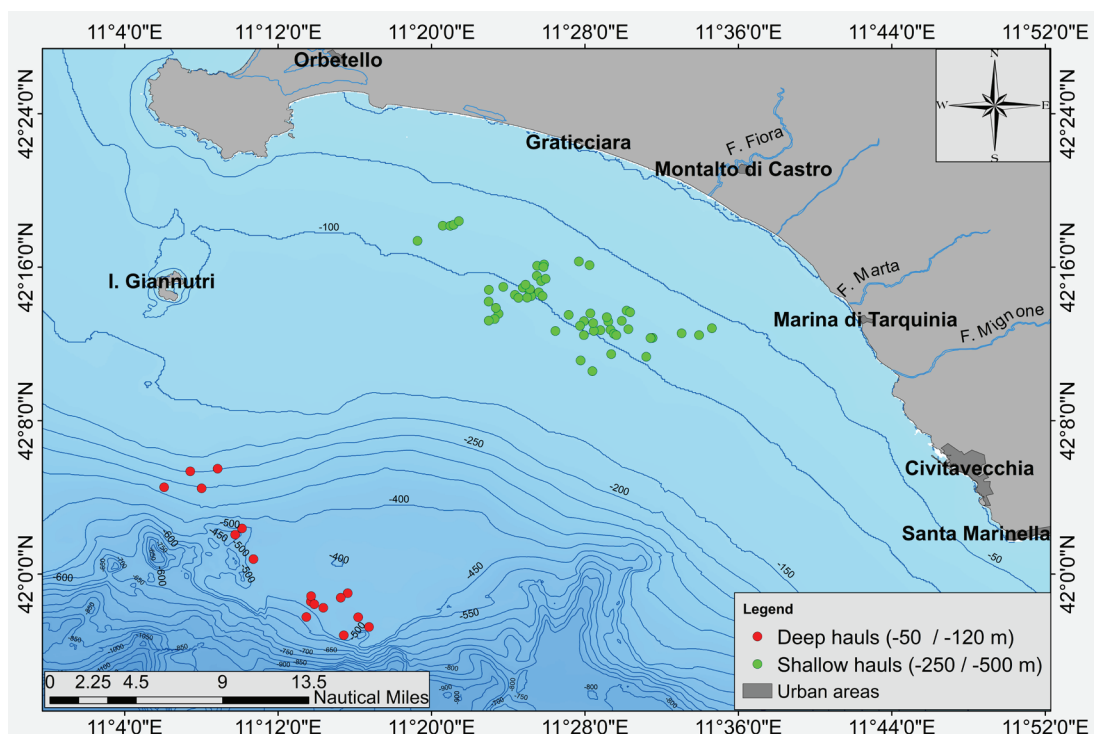 11°4'0"E 11°12'0"E 11°20'0"E 11°28'0"E 11°36'0"E 11°44'0"E 11°52'0"E
Orbetello
N
W E
S
42°24'0"N 42°24'0"N
Graticciara
F. Fiora
Montalto di Castro
-100
42°16'0"N 42°16'0"N
I. Giannutri
F. Marta
Marina di Tarquinia
F. Mignone
42°8'0"N 42°8'0"N
-250
Civitavecchia
-200
-400
-500
-450
-500
-600
Santa Marinella
-400
-50
-150
-450
-500
-600
-600
42°0'0"N 42°0'0"N
-550
-500
Legend
Deep hauls (-50 / -120 m)
Shallow hauls (-250 / -500 m)
Urban areas
0 2.25 4.5 9 13.5
Nautical Miles
11°4'0"E 11°12'0"E 11°20'0"E 11°28'0"E 11°36'0"E 11°44'0"E 11°52'0"E